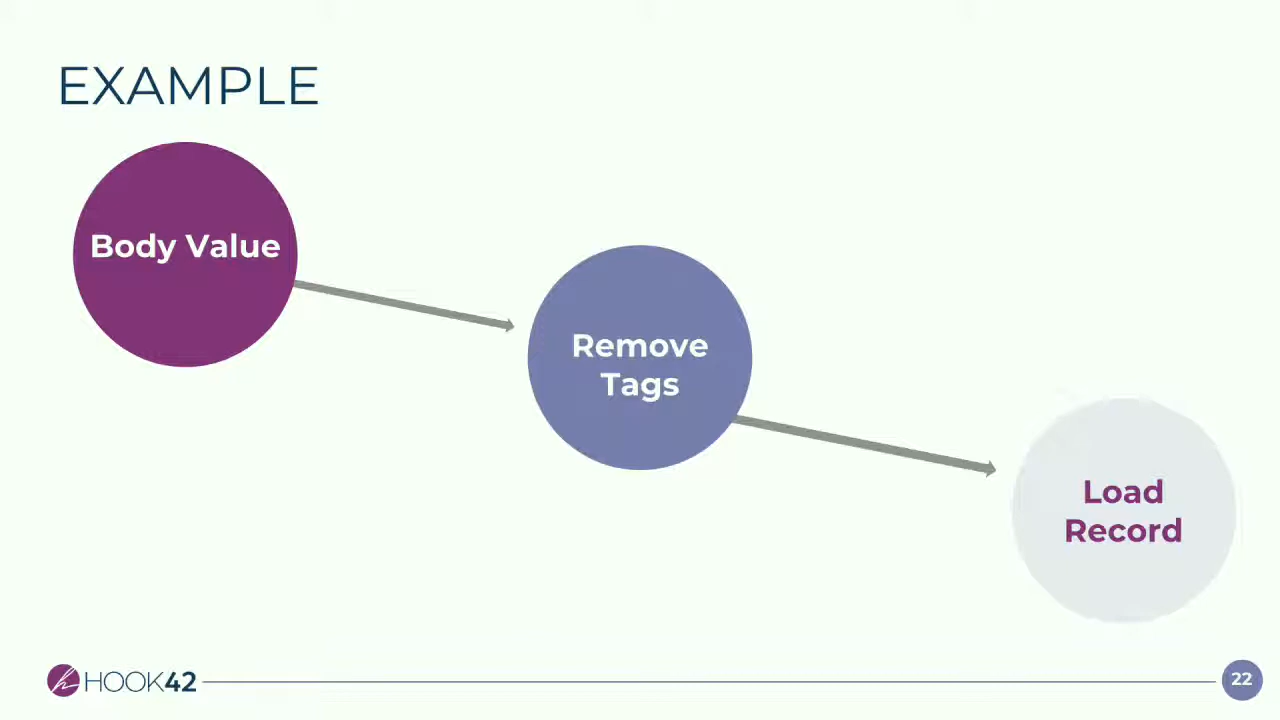 EXAMPLE
Body Value
Remove
Tags
Load
Record
HOOK42
22